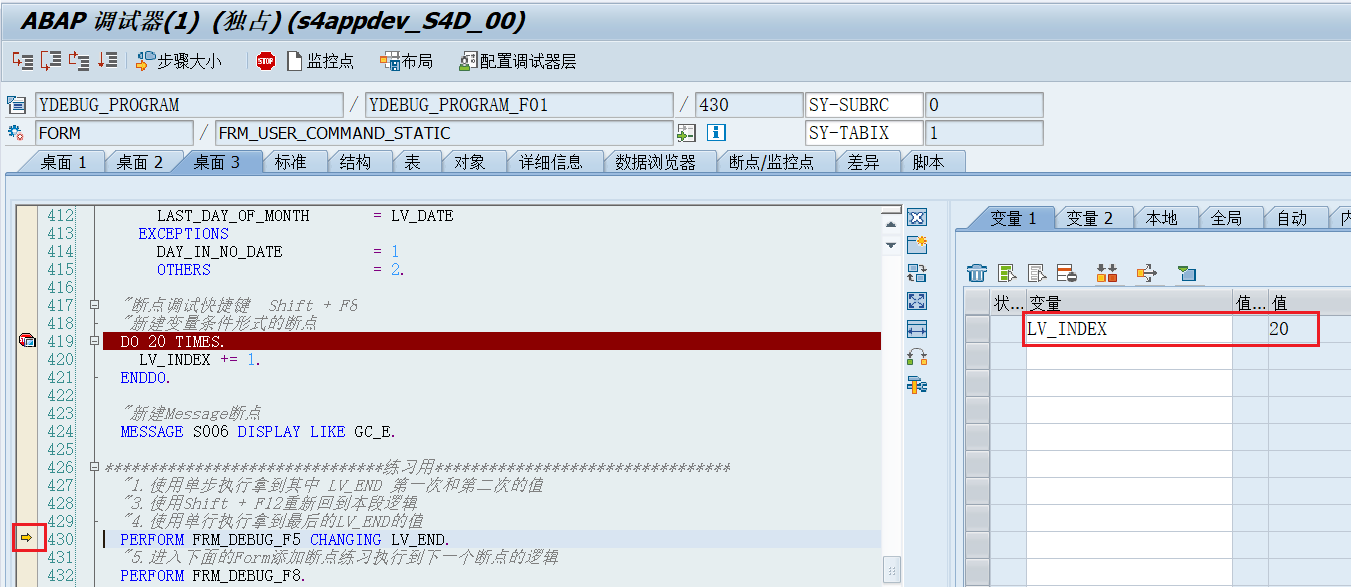 ABAP 调试器(1) (独占)(s4appdev_S4D_00)
步骤大小 STOP 监控点 布局 配置调试器层
YDEBUG_PROGRAM / YDEBUG_PROGRAM_F01 / 430 SY-SUBRC 0
FORM / FRM_USER_COMMAND_STATIC SY-TABIX 1
桌面 1 桌面 2 桌面 3 标准 结构 表 对象 详细信息 数据浏览器 断点/监控点 差异 脚本
412 LAST_DAY_OF_MONTH = LV_DATE
413 EXCEPTIONS
414 DAY_IN_NO_DATE = 1
415 OTHERS = 2.
416
417 "断点调试快捷键 Shift + F8
418 "新建变量条件形式的断点
419 DO 20 TIMES.
420 LV_INDEX += 1.
421 ENDDO.
422
423 "新建Message断点
424 MESSAGE S006 DISPLAY LIKE GC_E.
425
426 *******************************练习用*********************************
427 "1.使用单步执行拿到其中 LV_END 第一次和第二次的值
428 "3.使用Shift + F12重新回到本段逻辑
429 "4.使用单行执行拿到最后的LV_END的值
430 PERFORM FRM_DEBUG_F5 CHANGING LV_END.
431 "5.进入下面的Form添加断点练习执行到下一个断点的逻辑
432 PERFORM FRM_DEBUG_F8.
变量 1 变量 2 本地 全局 自动
状... 变量 值... 值
LV_INDEX 20